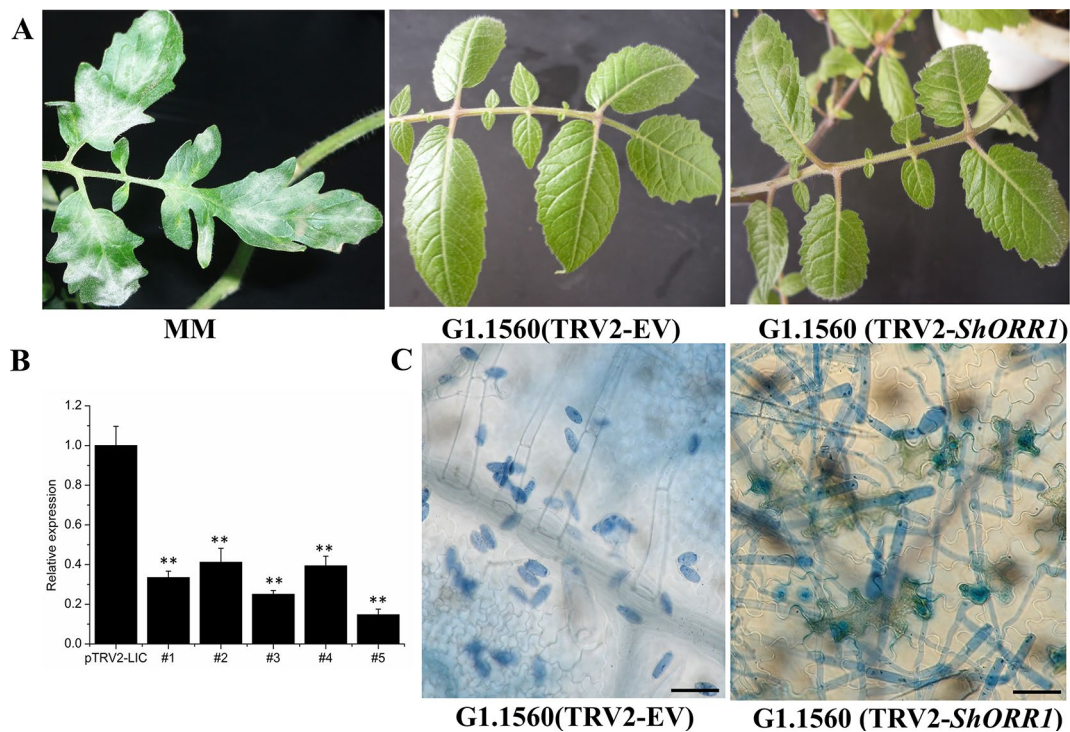 A
MM
G1.1560(TRV2-EV)
G1.1560 (TRV2-ShORR1)
B
Relative expression
1.2
1.0
0.8
0.6
0.4
0.2
0.0
**
**
**
**
**
pTRV2-LIC #1 #2 #3 #4 #5
C
G1.1560(TRV2-EV)
G1.1560 (TRV2-ShORR1)